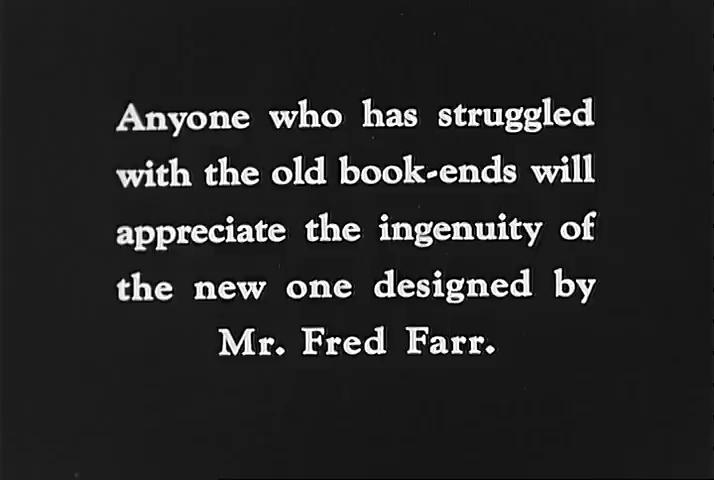 Anyone who has struggled
with the old book-ends will
appreciate the ingenuity of
the new one designed by
Mr. Fred Farr.